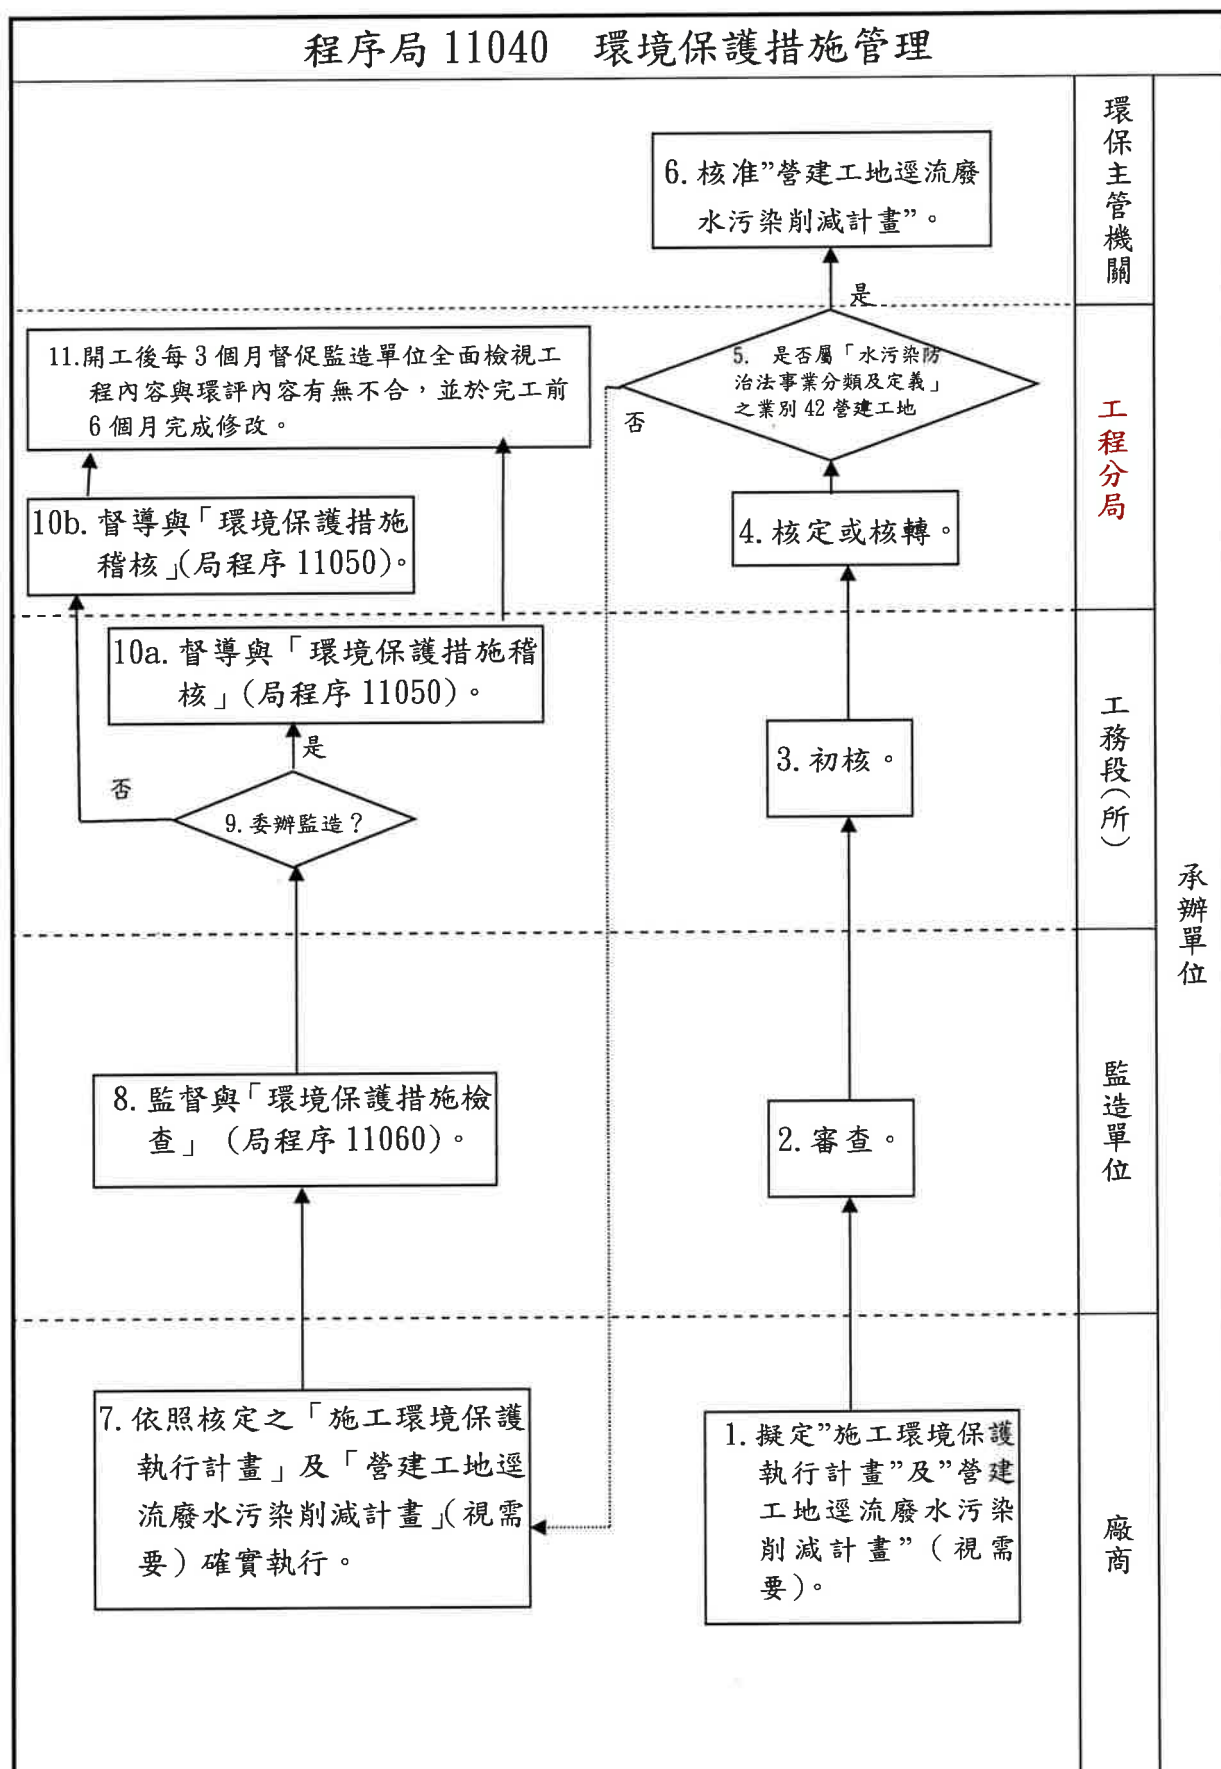 程序局 11040　環境保護措施管理
環保主管機關
6. 核准”營建工地逕流廢
水污染削減計畫”。
是
11.開工後每 3 個月督促監造單位全面檢視工
程內容與環評內容有無不合，並於完工前
6 個月完成修改。
5. 是否屬「水污染防
治法事業分類及定義」
之業別 42 營建工地
否
工程分局
10b. 督導與「環境保護措施
稽核」(局程序 11050)。
4. 核定或核轉。
10a. 督導與「環境保護措施稽
核」(局程序 11050)。
是
否
9. 委辦監造？
3. 初核。
工務段(所)
承辦單位
8. 監督與「環境保護措施檢
查」（局程序 11060)。
2. 審查。
監造單位
7. 依照核定之「施工環境保護
執行計畫」及「營建工地逕
流廢水污染削減計畫」(視需
要) 確實執行。
1. 擬定”施工環境保護
執行計畫”及”營建
工地逕流廢水污染
削減計畫”（視需
要)。
廠商